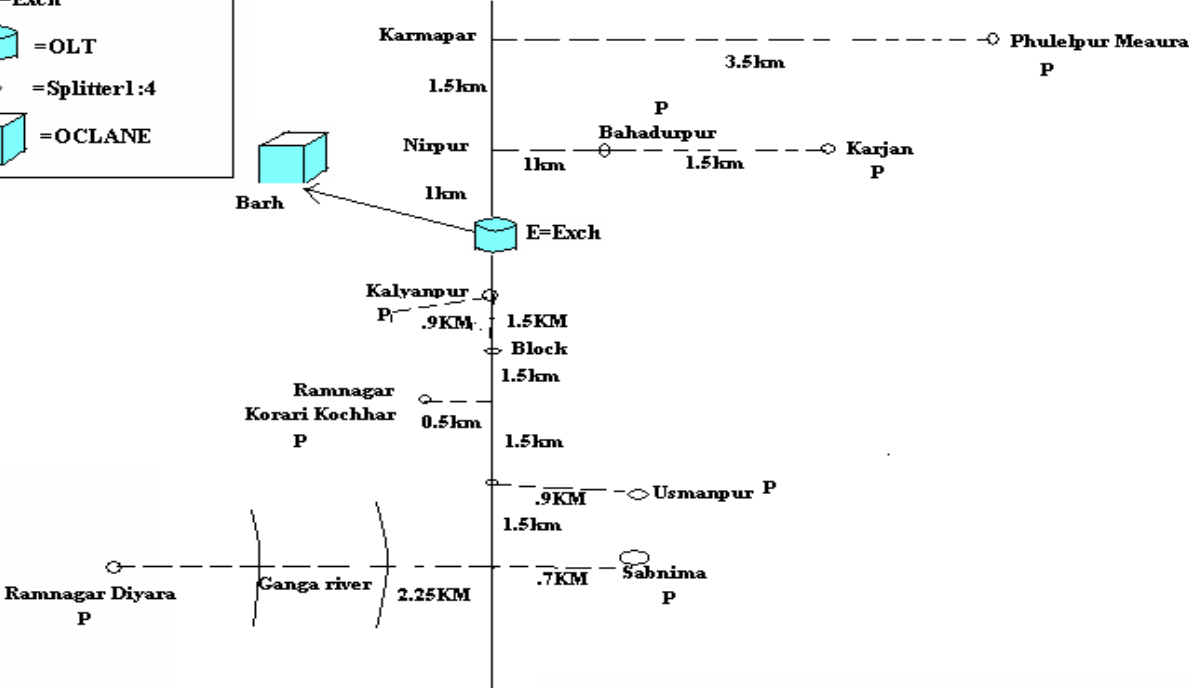 =Exch
=OLT
=Splitter1:4
=OCLANE
Karmapar
3.5km
Phulelpur Meaura
P
1.5km
P
Bahadurpur
Nirpur
1km
1.5km
Karjan
P
1km
Barh
E=Exch
Kalyanpur
P
.9KM
1.5KM
Block
1.5km
Ramnagar
Korari Kochhar
P
0.5km
1.5km
.9KM
Usmanpur P
1.5km
Ganga river
2.25KM
.7KM
Sabnima
P
Ramnagar Diyara
P